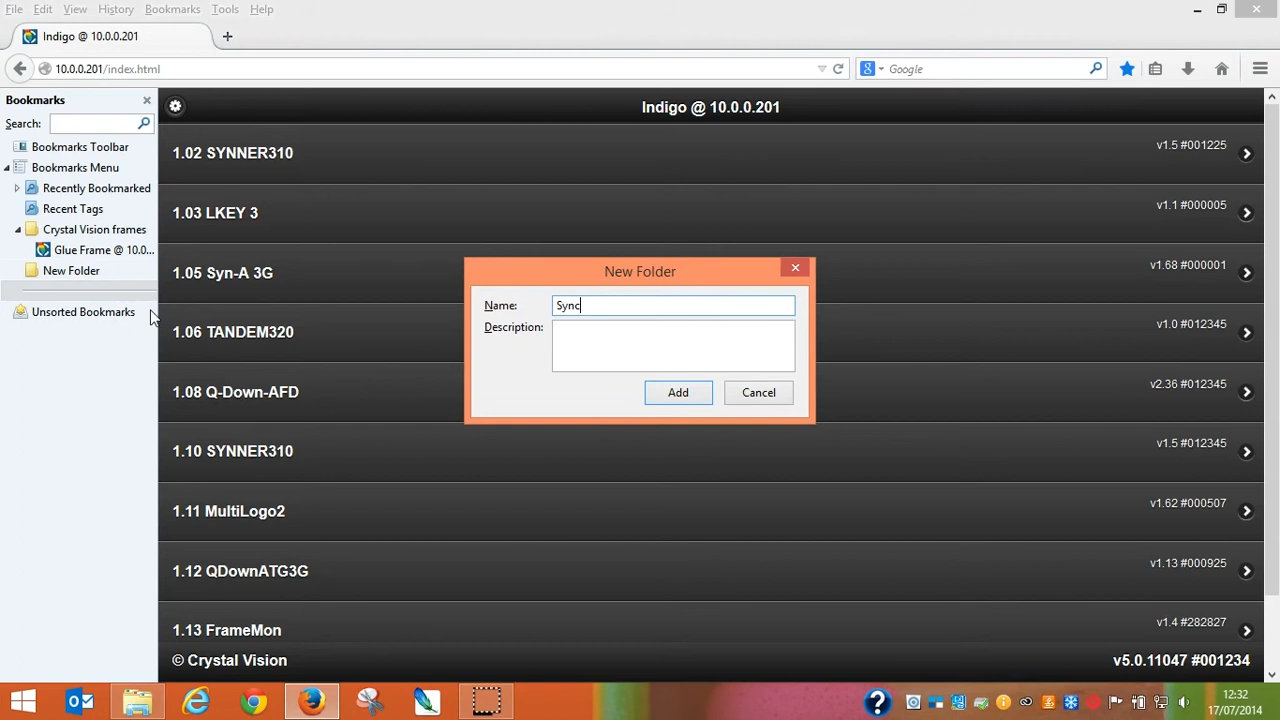 File Edit View History Bookmarks Tools Help
Indigo @ 10.0.0.201
10.0.0.201/index.html
Google
Bookmarks
Search:
Bookmarks Toolbar
Bookmarks Menu
Recently Bookmarked
Recent Tags
Crystal Vision frames
Glue Frame @ 10.0...
New Folder
Unsorted Bookmarks
Indigo @ 10.0.0.201
1.02 SYNNER310 v1.5 #001225
1.03 LKEY 3 v1.1 #000005
1.05 Syn-A 3G v1.68 #000001
1.06 TANDEM320 v1.0 #012345
1.08 Q-Down-AFD v2.36 #012345
1.10 SYNNER310 v1.5 #012345
1.11 MultiLogo2 v1.62 #000507
1.12 QDownATG3G v1.13 #000925
1.13 FrameMon v1.4 #282827
© Crystal Vision v5.0.11047 #001234
New Folder
Name: Sync
Description:
Add Cancel
12:32
17/07/2014